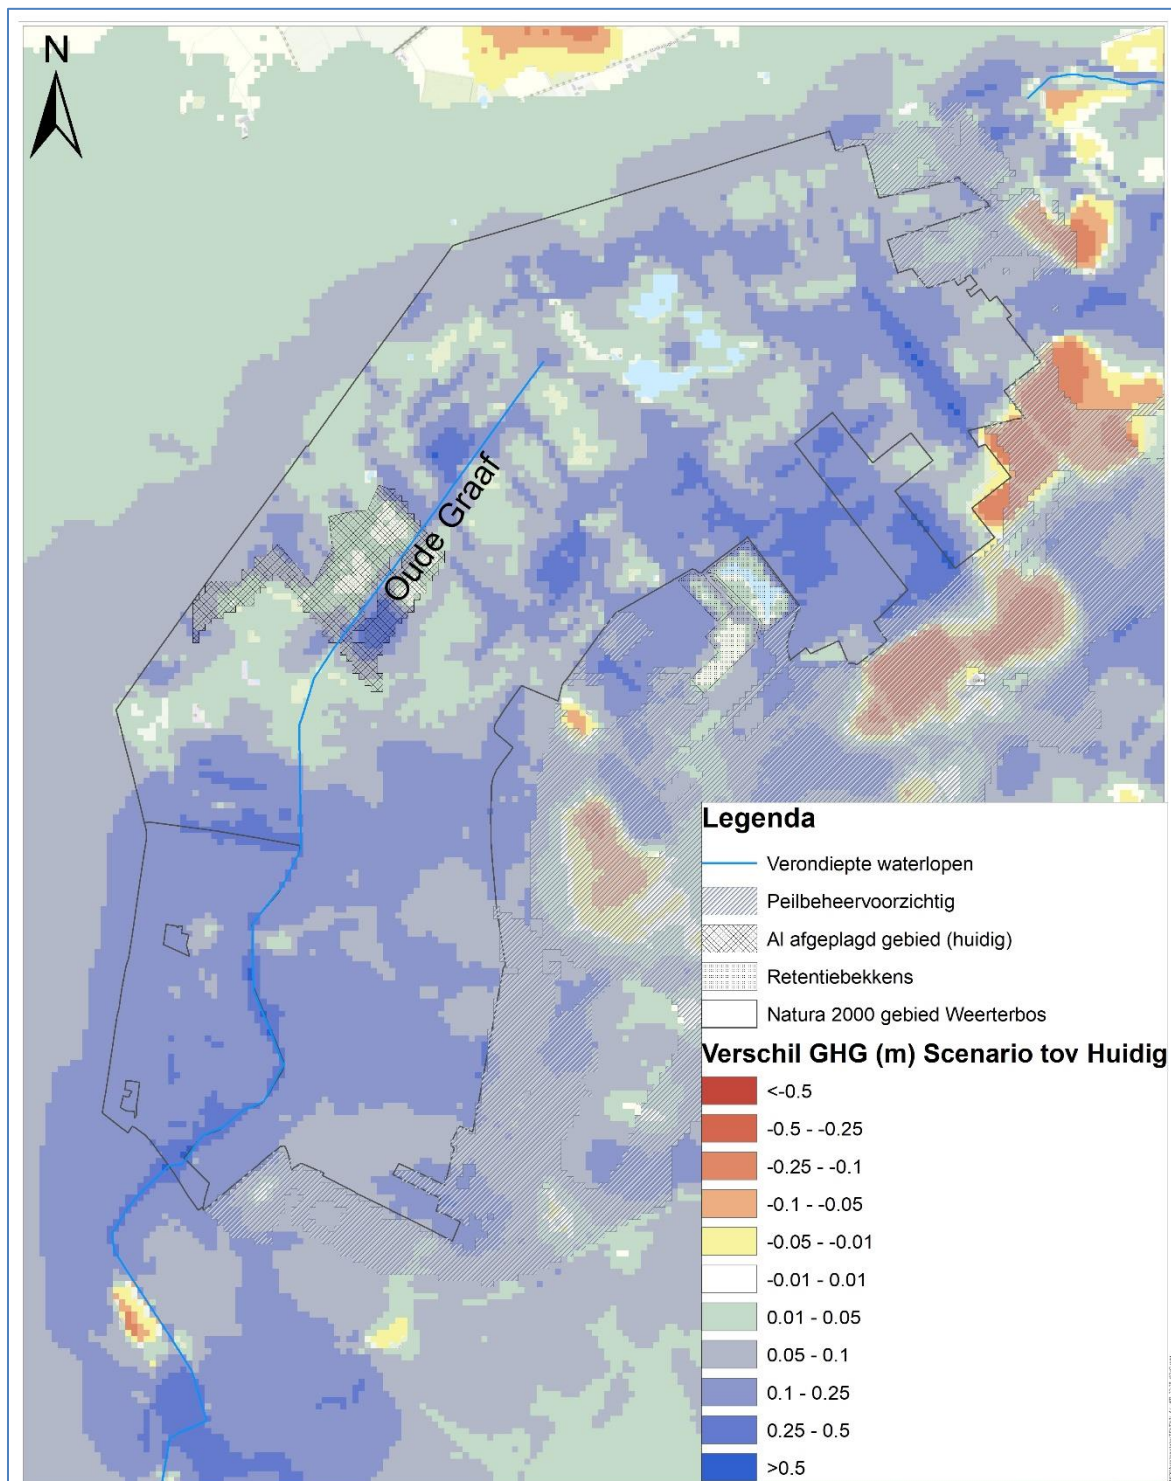 N
Oude Graaf
Legenda
Verondiepte waterlopen
Peilbeheervoorzichtig
Al afgeplagd gebied (huidig)
Retentiebekkens
Natura 2000 gebied Weerterbos
Verschil GHG (m) Scenario tov Huidig
<-0.5
-0.5 - -0.25
-0.25 - -0.1
-0.1 - -0.05
-0.05 - -0.01
-0.01 - 0.01
0.01 - 0.05
0.05 - 0.1
0.1 - 0.25
0.25 - 0.5
>0.5